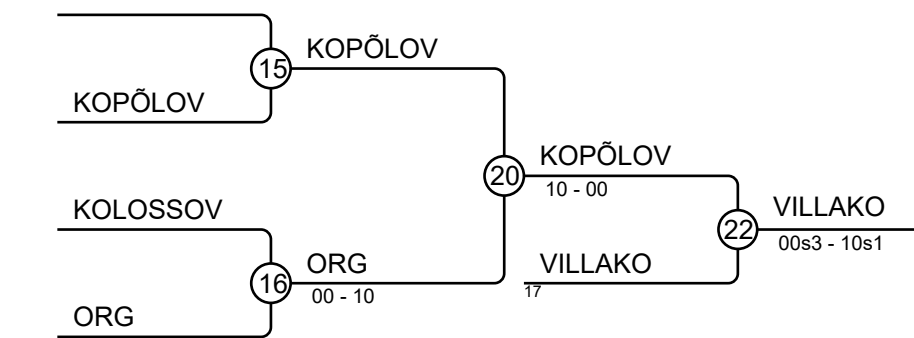 KOPÕLOV
15
KOPÕLOV
KOPÕLOV
20
10 - 00
KOLOSSOV
VILLAKO
22
00s3 - 10s1
ORG
VILLAKO
16
00 - 10
17
ORG